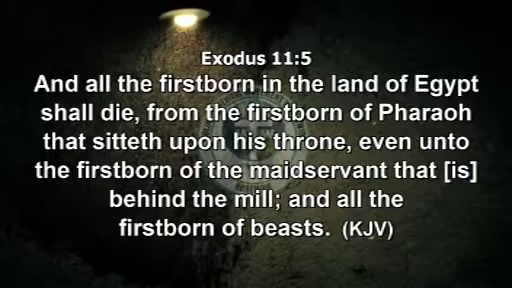 Exodus 11:5
And all the firstborn in the land of Egypt
shall die, from the firstborn of Pharaoh
that sitteth upon his throne, even unto
the firstborn of the maidservant that [is]
behind the mill; and all the
firstborn of beasts. (KJV)